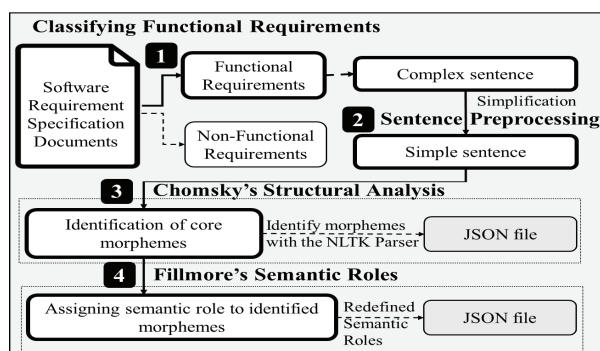 Classifying Functional Requirements
1
Software
Requirement
Specification
Documents
Functional
Requirements
Complex sentence
Non-Functional
Requirements
Simplification
2 Sentence Preprocessing
Simple sentence
3 Chomsky's Structural Analysis
Identification of core
morphemes
Identify morphemes
with the NLTK Parser
JSON file
4 Fillmore's Semantic Roles
Assigning semantic role to identified
morphemes
Redefined
Semantic
Roles
JSON file